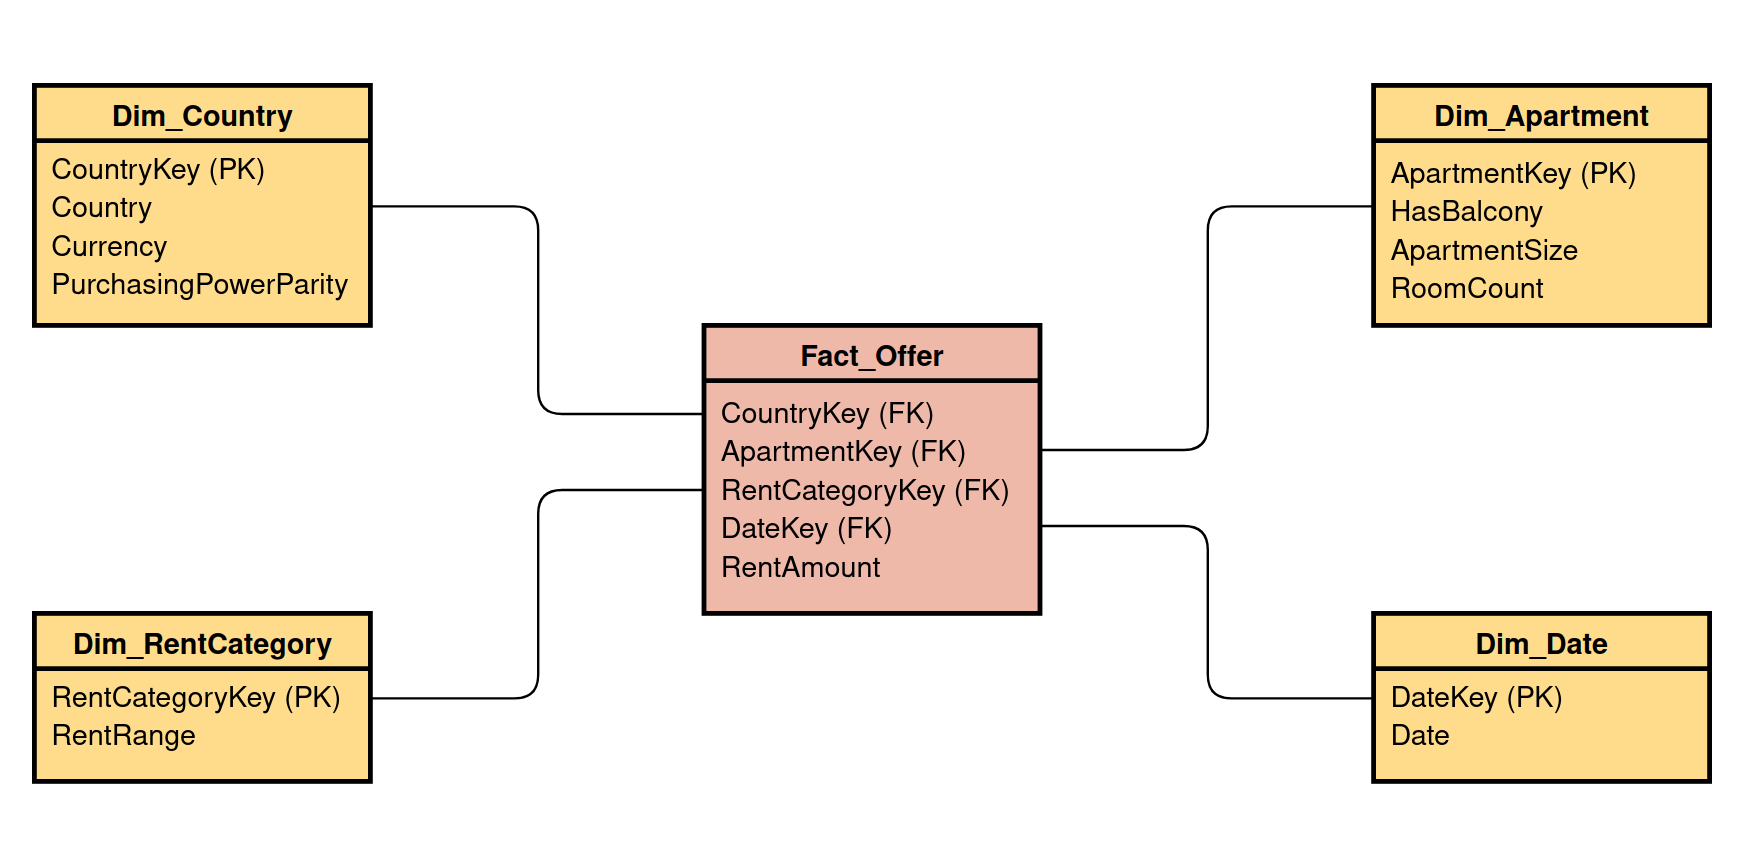 Dim_Country
CountryKey (PK)
Country
Currency
PurchasingPowerParity
Dim_Apartment
ApartmentKey (PK)
HasBalcony
ApartmentSize
RoomCount
Fact_Offer
CountryKey (FK)
ApartmentKey (FK)
RentCategoryKey (FK)
DateKey (FK)
RentAmount
Dim_RentCategory
RentCategoryKey (PK)
RentRange
Dim_Date
DateKey (PK)
Date